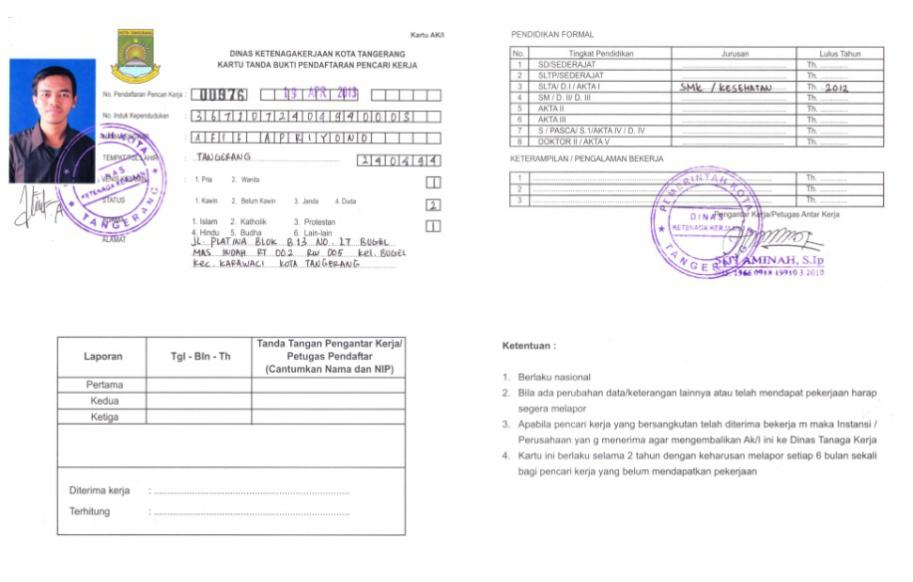 Kartu AK/I
KOTA TANGERANG
DINAS KETENAGAKERJAAN KOTA TANGERANG
KARTU TANDA BUKTI PENDAFTARAN PENCARI KERJA
No. Pendaftaran Pencari Kerja : 00976 03 APR 2013
No. Induk Kependudukan :
APRIYONO
TEMPAT/TGL LAHIR : TANGERANG 240494
1. Pria 2. Wanita 1
STATUS 1. Kawin 2. Belum Kawin 3. Janda 4. Duda 2
1. Islam 2. Katholik 3. Protestan 1
4. Hindu 5. Budha 6. Lain-lain
ALAMAT JL. PLATINA BLOK B.13 NO. 17 BUGEL
MAS INDAH RT 002 RW 005 KEL. BUGEL
KEC. KARAWACI KOTA TANGERANG
DINAS
KETENAGA KERJAAN
TANGERANG
PENDIDIKAN FORMAL
No. Tingkat Pendidikan Jurusan Lulus Tahun
1 SD/SEDERAJAT Th.
2 SLTP/SEDERAJAT Th.
3 SLTA/ D.I / AKTA I SMK / KESEHATAN Th. 2012
4 SM / D. II/ D. III Th.
5 AKTA II Th.
6 AKTA III Th.
7 S / PASCA/ S.1/AKTA IV / D. IV Th.
8 DOKTOR II / AKTA V Th.
KETERAMPILAN / PENGALAMAN BEKERJA
1
2
3
PEMERINTAH KOTA
DINAS
KETENAGA KERJAAN
TANGERANG
Pengantar Kerja/Petugas Antar Kerja
AMINAH, S.Ip
Laporan Tgl - Bln - Th Tanda Tangan Pengantar Kerja/
Petugas Pendaftar
(Cantumkan Nama dan NIP)
Pertama
Kedua
Ketiga
Diterima kerja :
Terhitung :
Ketentuan :
1. Berlaku nasional
2. Bila ada perubahan data/keterangan lainnya atau telah mendapat pekerjaan harap
segera melapor
3. Apabila pencari kerja yang bersangkutan telah diterima bekerja m maka Instansi /
Perusahaan yan g menerima agar mengembalikan Ak/I ini ke Dinas Tanaga Kerja
4. Kartu ini berlaku selama 2 tahun dengan keharusan melapor setiap 6 bulan sekali
bagi pencari kerja yang belum mendapatkan pekerjaan